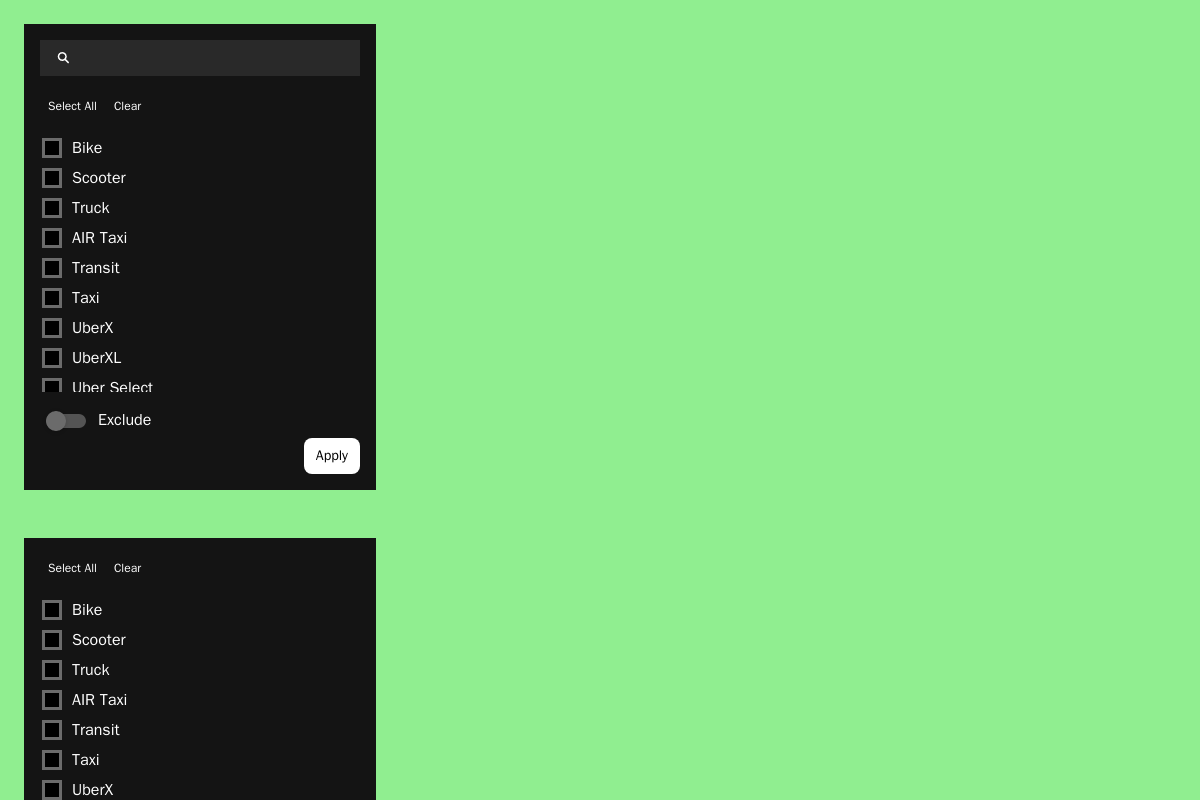 Select All Clear
Bike
Scooter
Truck
AIR Taxi
Transit
Taxi
UberX
UberXL
Uber Select
Exclude
Apply
Select All Clear
Bike
Scooter
Truck
AIR Taxi
Transit
Taxi
UberX